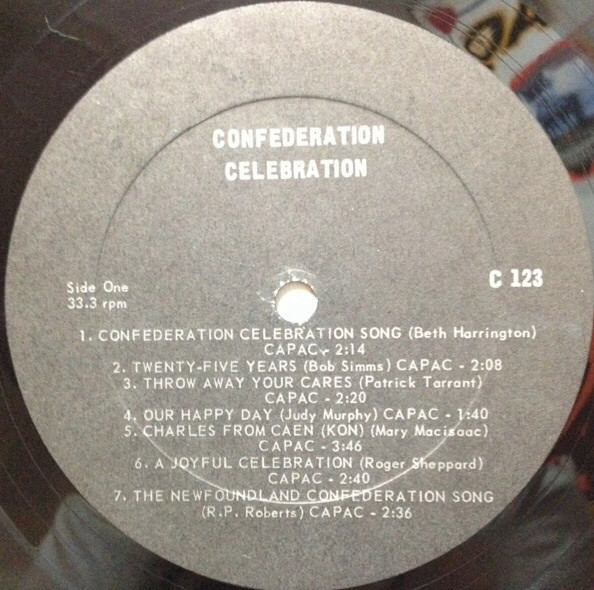 CONFEDERATION
CELEBRATION
Side One
33.3 rpm
C 123
1. CONFEDERATION CELEBRATION SONG (Beth Harrington)
CAPAC - 2:14
2. TWENTY-FIVE YEARS (Bob Simms) CAPAC - 2:08
3. THROW AWAY YOUR CARES (Patrick Tarrant)
CAPAC - 2:20
4. OUR HAPPY DAY (Judy Murphy) CAPAC - 1:40
5. CHARLES FROM CAEN (KON) (Mary Macisaac)
CAPAC - 3:46
6. A JOYFUL CELEBRATION (Roger Sheppard)
CAPAC - 2:40
7. THE NEWFOUNDLAND CONFEDERATION SONG
(R.P. Roberts) CAPAC - 2:36